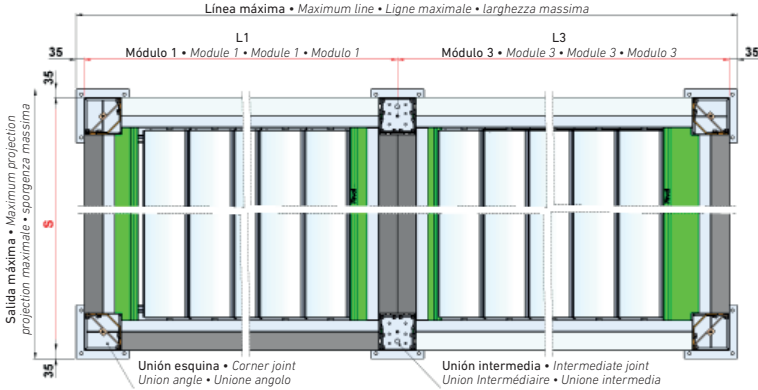 Línea máxima • Maximum line • Ligne maximale • larghezza massima
L1
L3
35
Módulo 1 • Module 1 • Module 1 • Modulo 1
Módulo 3 • Module 3 • Module 3 • Modulo 3
35
35
Salida máxima • Maximum projection
projection maximale • sporgenza massima
S
35
Unión esquina • Corner joint
Union angle • Unione angolo
Unión intermedia • Intermediate joint
Union Intermédiaire • Unione intermedia